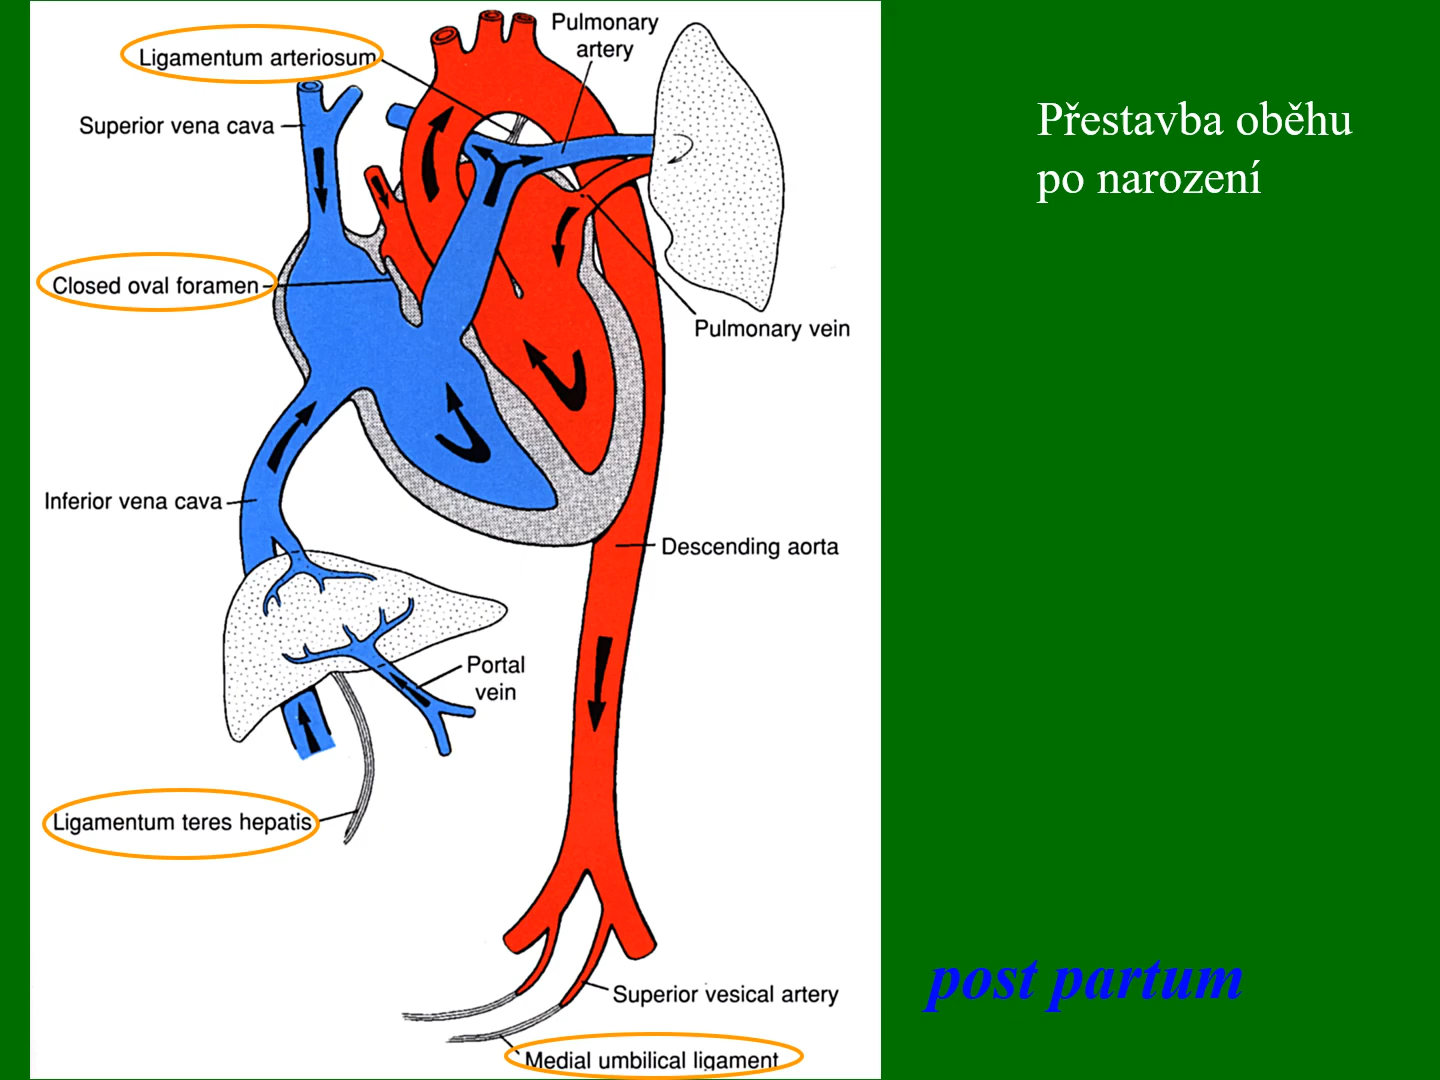 Pulmonary
artery
Ligamentum arteriosum
Superior vena cava
Closed oval foramen
Pulmonary vein
Inferior vena cava
Descending aorta
Portal
vein
Ligamentum teres hepatis
Superior vesical artery
Medial umbilical ligament
Přestavba oběhu
po narození
post partum